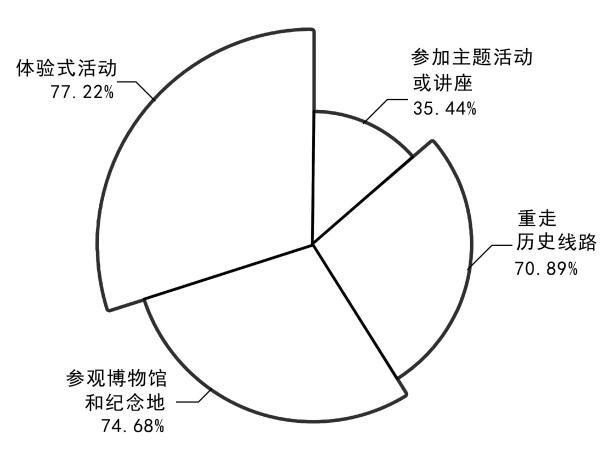 体验式活动
77.22%
参加主题活动
或讲座
35.44%
重走
历史线路
70.89%
参观博物馆
和纪念地
74.68%